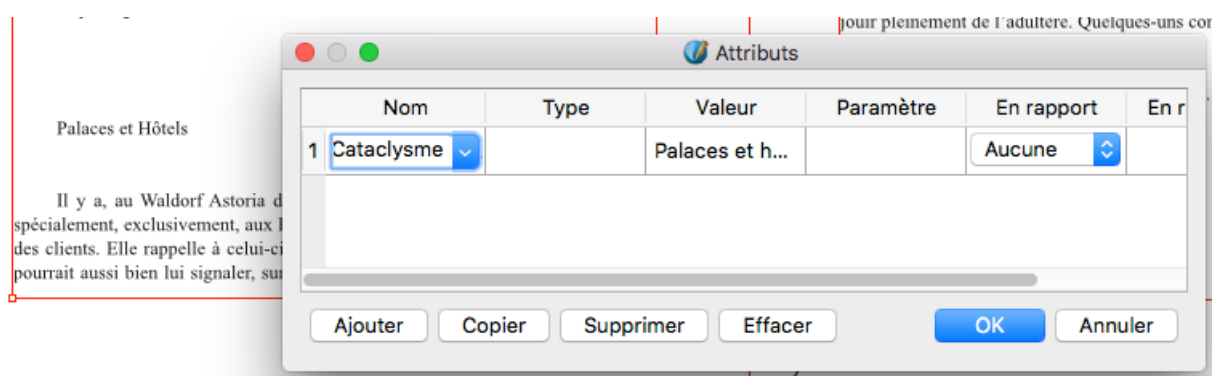 jouir pleinement de l'adultère. Quelques-uns con
Attributs
Nom Type Valeur Paramètre En rapport En r
Palaces et Hôtels
1 Cataclysme Palaces et h... Aucune
Il y a, au Waldorf Astoria d
spécialement, exclusivement, aux
des clients. Elle rappelle à celui-ci
pourrait aussi bien lui signaler, sur
Ajouter Copier Supprimer Effacer OK Annuler